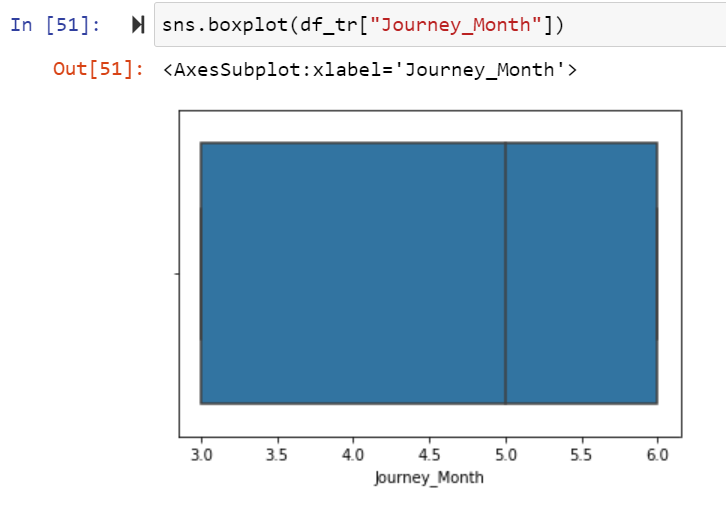 In [51]: sns.boxplot(df_tr["Journey_Month"])
Out[51]: <AxesSubplot:xlabel='Journey_Month'>
3.0 3.5 4.0 4.5 5.0 5.5 6.0
Journey_Month